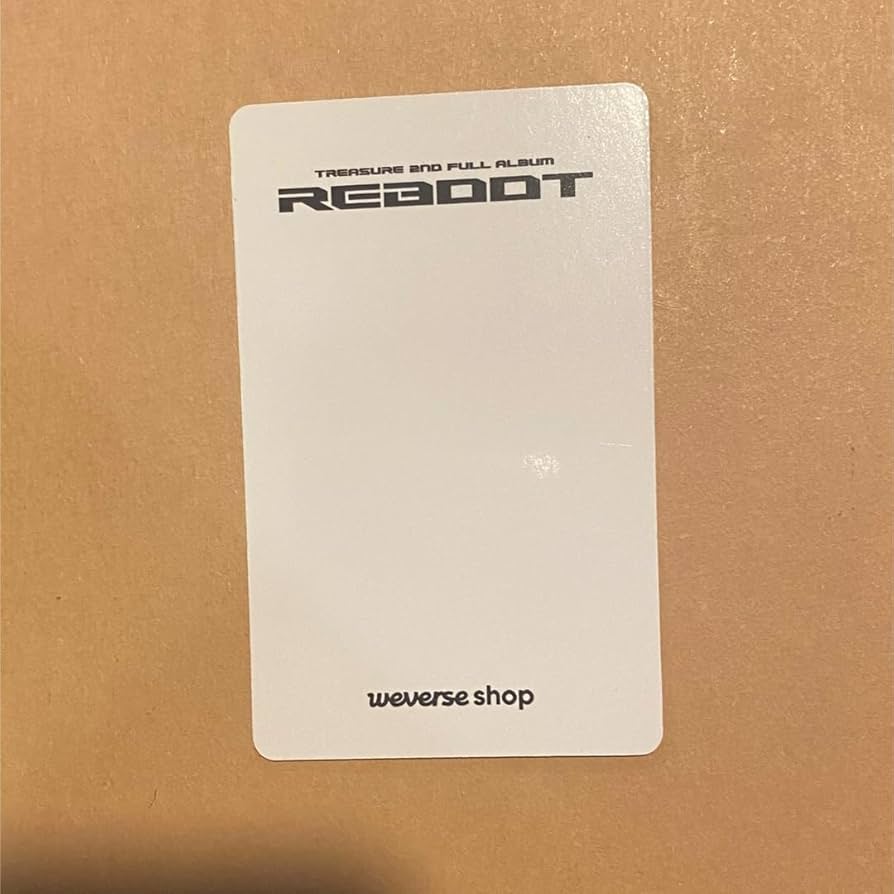 TREASURE 2ND FULL ALBUM
REBOOT
weverse shop